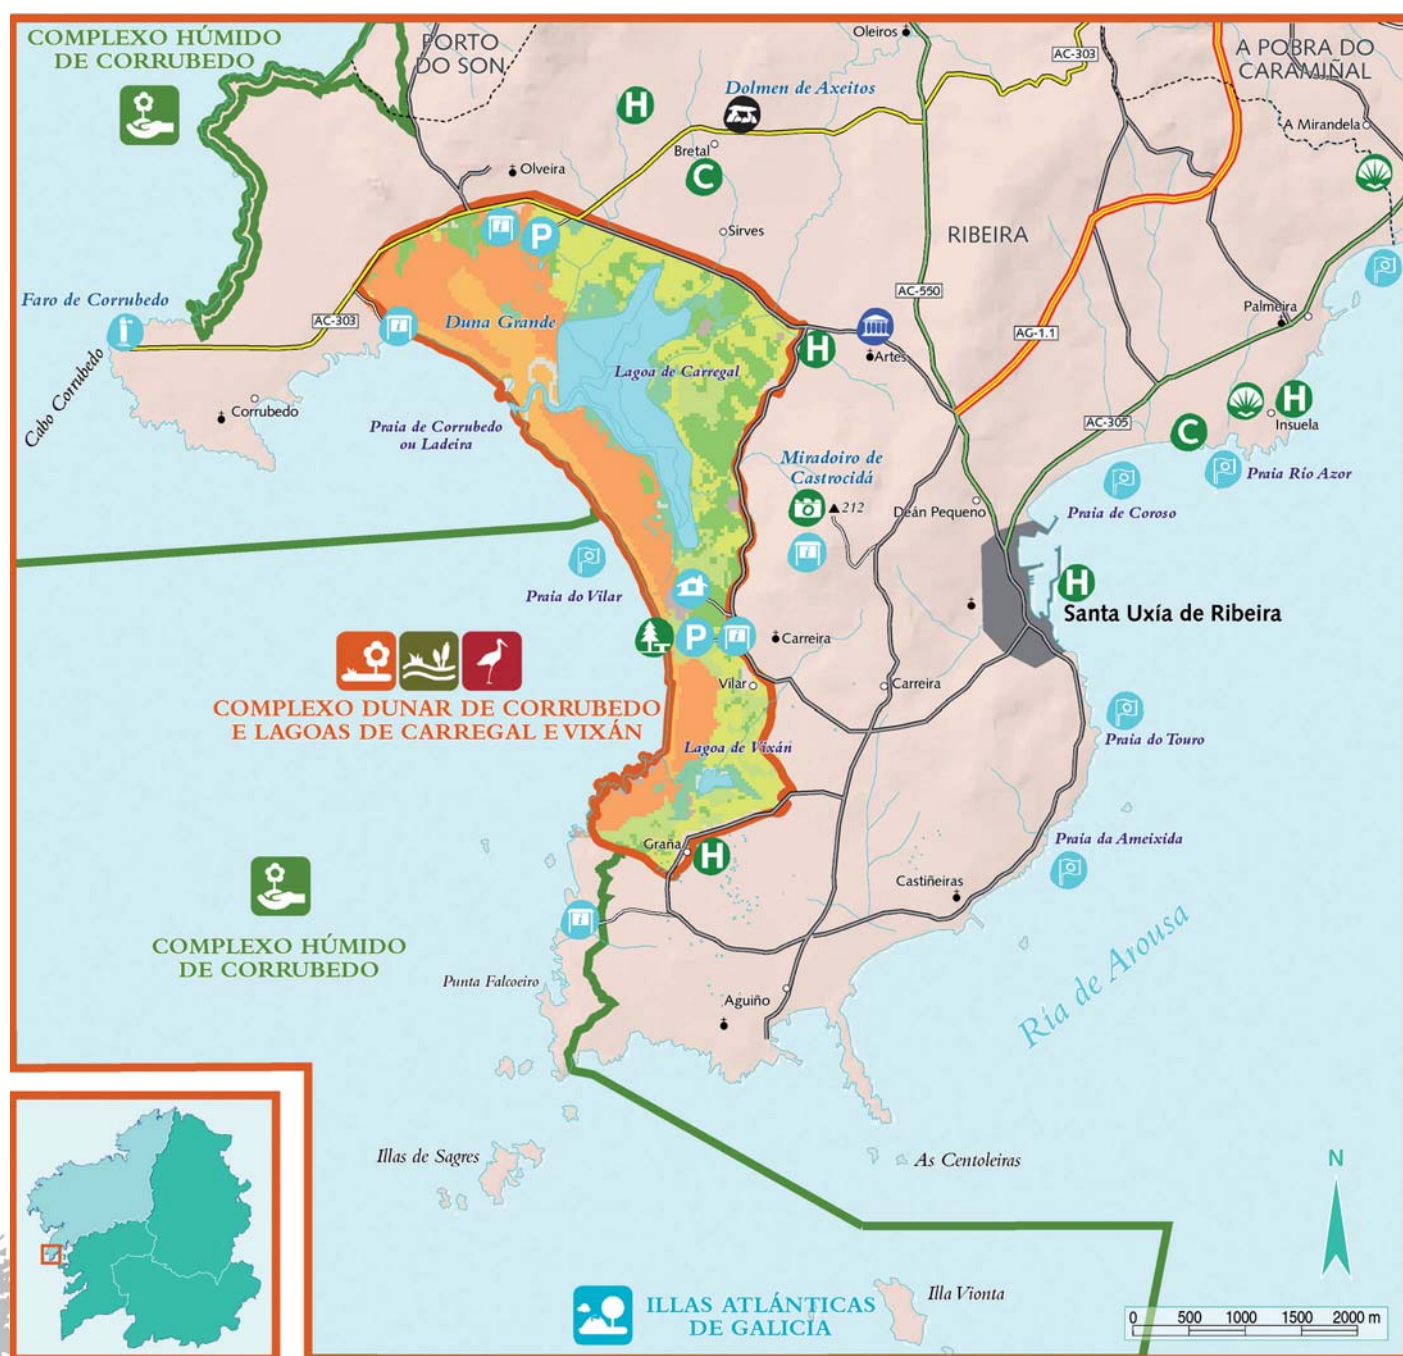 COMPLEXO HÚMIDO
DE CORRUBEDO
PORTO
DO SON
Oleiros
AC-303
A POBRA DO
CARAMIÑAL
Dolmen de Axeitos
H
A Mirandela
Bretal
C
Olveira
i
P
Sirves
RIBEIRA
Faro de Corrubedo
AC-550
Palmeira
AC-303
i
Duna Grande
AG-1.1
H
Artes
Cabo Corrubedo
Lagoa de Carregal
Corrubedo
Praia de Corrubedo
ou Ladeira
AC-305
C
H
Insuela
Miradoiro de
Castrocidá
Praia Río Azor
212
Deán Pequeno
Praia de Coroso
i
Praia do Vilar
H
Santa Uxía de Ribeira
P
i
Carreira
Vilar
Carreira
COMPLEXO DUNAR DE CORRUBEDO
E LAGOAS DE CARREGAL E VIXÁN
Lagoa de Vixán
Praia do Touro
Graña
H
Praia da Ameixida
Castiñeiras
i
COMPLEXO HÚMIDO
DE CORRUBEDO
Punta Falcoeiro
Aguiño
Ría de Arousa
Illas de Sagres
As Centoleiras
N
Illa Vionta
ILLAS ATLÁNTICAS
DE GALICIA
0 500 1000 1500 2000 m